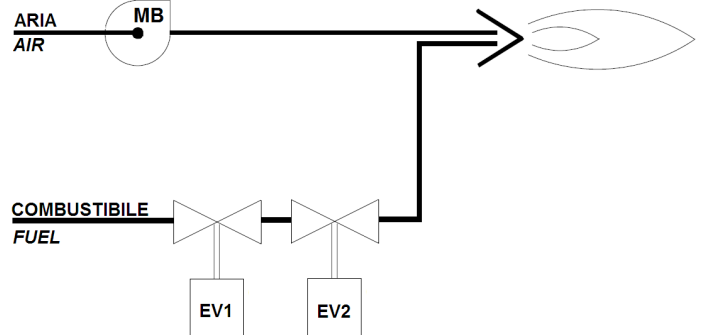 ARIA
AIR
MB
COMBUSTIBILE
FUEL
EV1
EV2